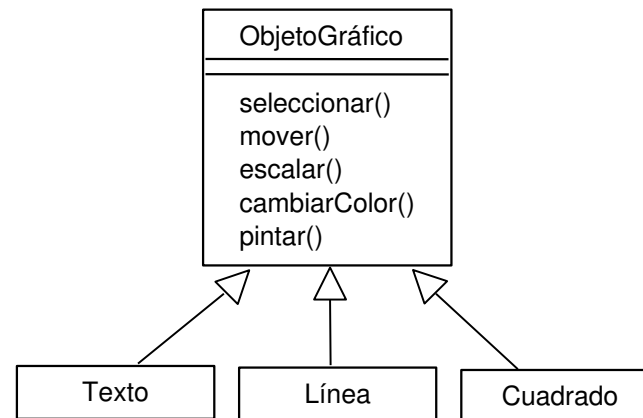 ObjetoGráfico
seleccionar()
mover()
escalar()
cambiarColor()
pintar()
Texto
Línea
Cuadrado